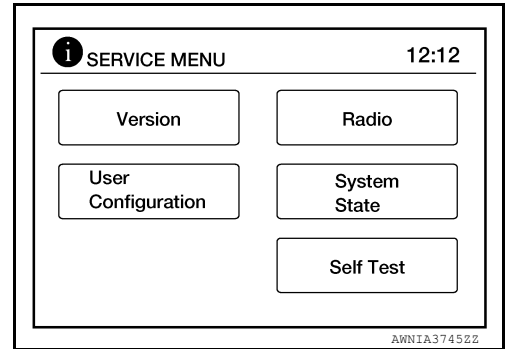 i SERVICE MENU 12:12
Version
Radio
User
Configuration
System
State
Self Test
AWNIA3745ZZ